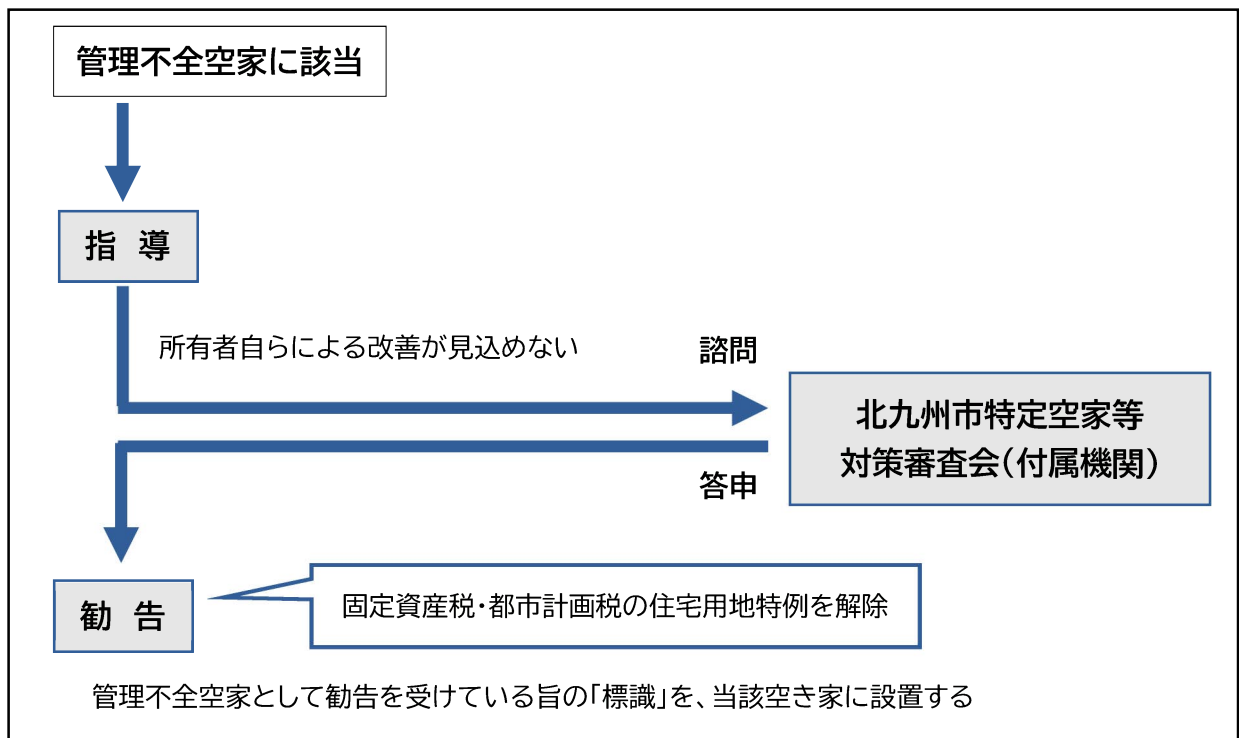 管理不全空家に該当
指 導
所有者自らによる改善が見込めない
諮問
北九州市特定空家等
対策審査会(付属機関)
答申
勧 告
固定資産税・都市計画税の住宅用地特例を解除
管理不全空家として勧告を受けている旨の「標識」を、当該空き家に設置する